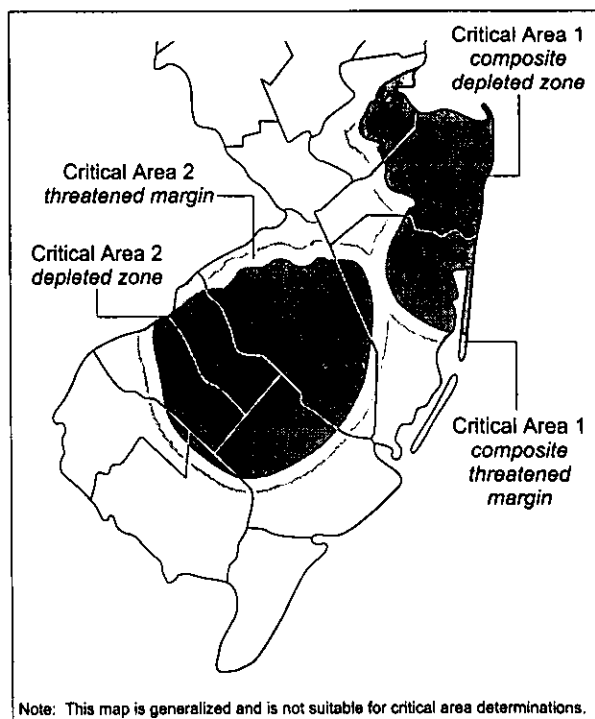 Critical Area 1
composite
depleted zone
Critical Area 2
threatened margin
Critical Area 2
depleted zone
Critical Area 1
composite
threatened
margin
Note: This map is generalized and is not suitable for critical area determinations.